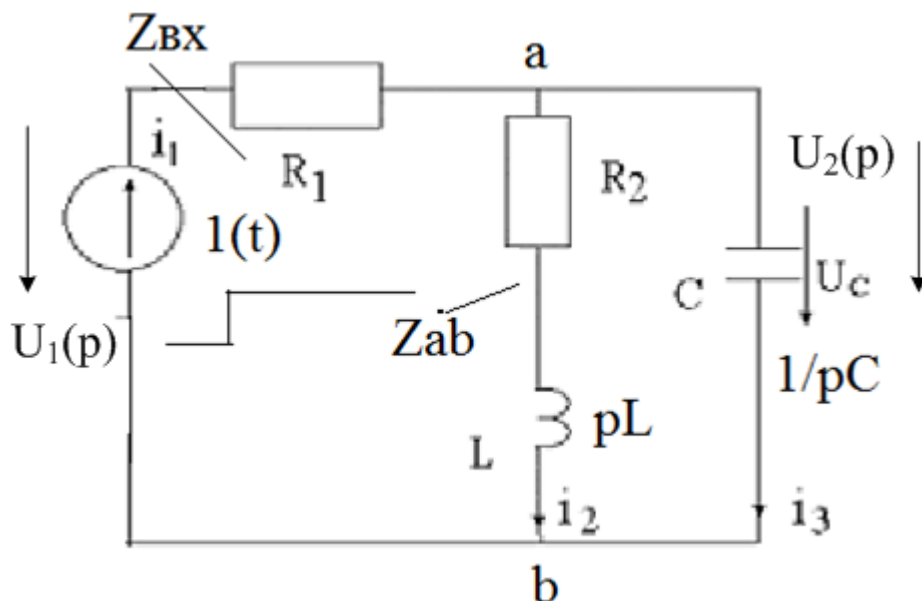 Zвх
a
i1
R1
R2
U2(p)
1(t)
C
Uc
U1(p)
Zab
1/pC
L
pL
i2
i3
b